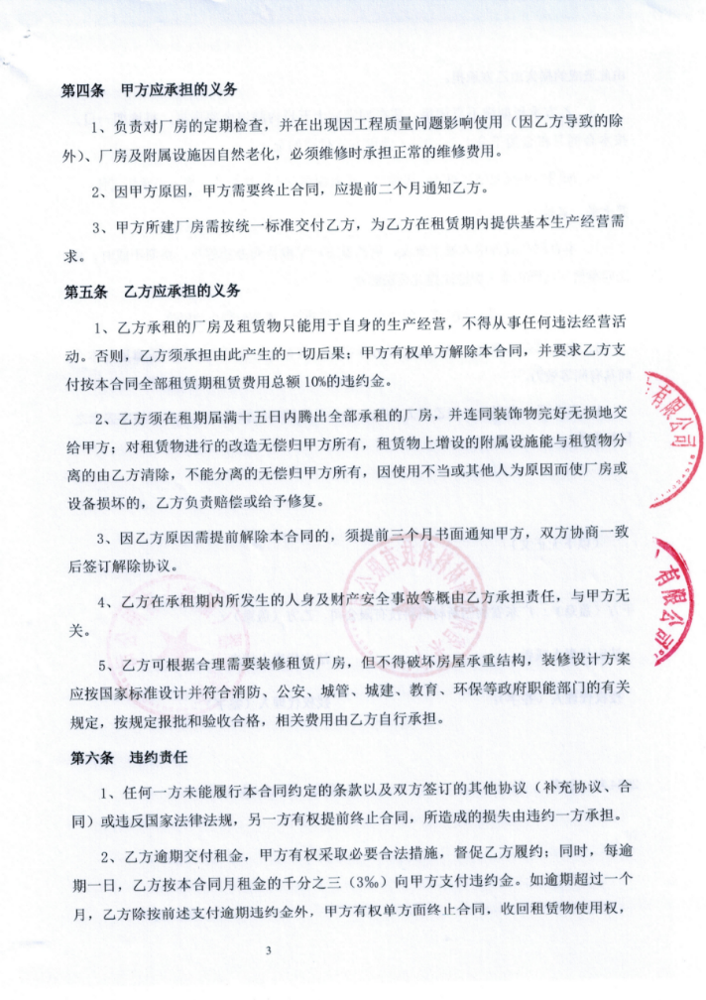 第四条　甲方应承担的义务
1、负责对厂房的定期检查，并在出现因工程质量问题影响使用（因乙方导致的除
外）、厂房及附属设施因自然老化，必须维修时承担正常的维修费用。
2、因甲方原因，甲方需要终止合同，应提前二个月通知乙方。
3、甲方所建厂房需按统一标准交付乙方，为乙方在租赁期内提供基本生产经营需
求。
第五条　乙方应承担的义务
1、乙方承租的厂房及租赁物只能用于自身的生产经营，不得从事任何违法经营活
动。否则，乙方须承担由此产生的一切后果；甲方有权单方解除本合同，并要求乙方支
付按本合同全部租赁期租赁费用总额 10%的违约金。
2、乙方须在租期届满十五日内腾出全部承租的厂房，并连同装饰物完好无损地交
给甲方；对租赁物进行的改造无偿归甲方所有，租赁物上增设的附属设施能与租赁物分
离的由乙方清除，不能分离的无偿归甲方所有，因使用不当或其他人为原因而使厂房或
设备损坏的，乙方负责赔偿或给予修复。
3、因乙方原因需提前解除本合同的，须提前三个月书面通知甲方，双方协商一致
后签订解除协议。
4、乙方在承租期内所发生的人身及财产安全事故等概由乙方承担责任，与甲方无
关。
5、乙方可根据合理需要装修租赁厂房，但不得破坏房屋承重结构，装修设计方案
应按国家标准设计并符合消防、公安、城管、城建、教育、环保等政府职能部门的有关
规定，按规定报批和验收合格，相关费用由乙方自行承担。
第六条　违约责任
1、任何一方未能履行本合同约定的条款以及双方签订的其他协议（补充协议、合
同）或违反国家法律法规，另一方有权提前终止合同，所造成的损失由违约一方承担。
2、乙方逾期交付租金，甲方有权采取必要合法措施，督促乙方履约；同时，每逾
期一日，乙方按本合同月租金的千分之三（3‰）向甲方支付违约金。如逾期超过一个
月，乙方除按前述支付逾期违约金外，甲方有权单方面终止合同，收回租赁物使用权，
3
有限公司
有限公司